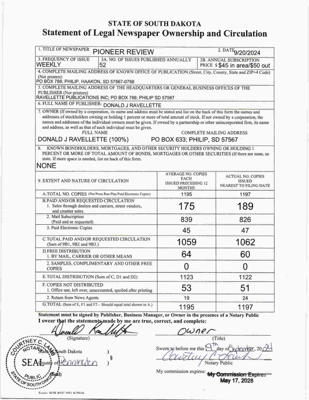 STATE OF SOUTH DAKOTA
Statement of Legal Newspaper Ownership and Circulation
1. TITLE OF NEWSPAPER PIONEER REVIEW
2. DATE 9/20/2024
3. FREQUENCY OF ISSUE
WEEKLY
3A. NO. OF ISSUES PUBLISHED ANNUALLY
52
2B. ANNUAL SUBSCRIPTION
PRICE $ $45 in area/$50 out
4. COMPLETE MAILING ADDRESS OF KNOWN OFFICE OF PUBLICATION (Street, City, County, State and ZIP+4 Code)
(Not printers)
PO BOX 788, PHILIP, HAAKON, SD 57567-0788
5. COMPLETE MAILING ADDRESS OF THE HEADQUARTERS OR GENERAL BUSINESS OFFICES OF THE
PUBLISHER (Not printers)
RAVELLETTE PUBLICATIONS INC; PO BOX 788; PHILIP SD 57567
6. FULL NAME OF PUBLISHER: DONALD J RAVELLETTE
7. OWNER (If owned by a corporation, its name and address must be stated and list on the back of this form the names and
addresses of stockholders owning or holding 1 percent or more of total amount of stock. If not owned by a corporation, the
names and addresses of the individual owners must be given. If owned by a partnership or other unincorporated firm, its name
and address, as well as that of each individual must be given.
FULL NAME COMPLETE MAILING ADDRESS
DONALD J RAVELLETTE (100%) PO BOX 633; PHILIP, SD 57567
8. KNOWN BONDHOLDERS, MORTGAGES, AND OTHER SECURITY HOLDERS OWNING OR HOLDING 1
PERCENT OR MORE OF TOTAL AMOUNT OF BONDS, MORTGAGES OR OTHER SECURITIES (If there are none, so
state. If more space is needed, list on back of this form.
NONE
9. EXTENT AND NATURE OF CIRCULATION
AVERAGE NO. COPIES
EACH
ISSUED PRECEDING 12
MONTHS
ACTUAL NO. COPIES
ISSUED
NEAREST TO FILING DATE
A. TOTAL NO. COPIES 1195 1197
B. PAID AND/OR REQUESTED CIRCULATION
1. Sales through dealers and carriers, street vendors,
and counter sales. 175 189
2. Mail Subscription
(Paid and/or requested) 839 826
3. Paid Electronic Copies 45 47
C. TOTAL PAID AND/OR REQUESTED CIRCULATION
(Sum of 9B1, 9B2 and 9B3.) 1059 1062
D. FREE DISTRIBUTION
1. BY MAIL, CARRIER OR OTHER MEANS 64 60
2. SAMPLES, COMPLIMENTARY AND OTHER FREE
COPIES 0 0
E. TOTAL DISTRIBUTION (Sum of C, D1 and D2) 1123 1122
F. COPIES NOT DISTRIBUTED
1. Office use, left over, unaccounted, spoiled after printing 53 51
2. Return from News Agents 19 24
G. TOTAL (Sum of E, F1 and F2 – Should equal total shown in A.) 1195 1197
Statement must be signed by Publisher, Business Manager, or Owner in the presence of a Notary Public
I swear that the statements made by me are true, correct, and complete:
Owner
(Signature) (Title)
South Dakota
SEAL
Sworn to before me this day of September, 2024
Notary Public
My commission expires: My Commission Expires:
May 17, 2028